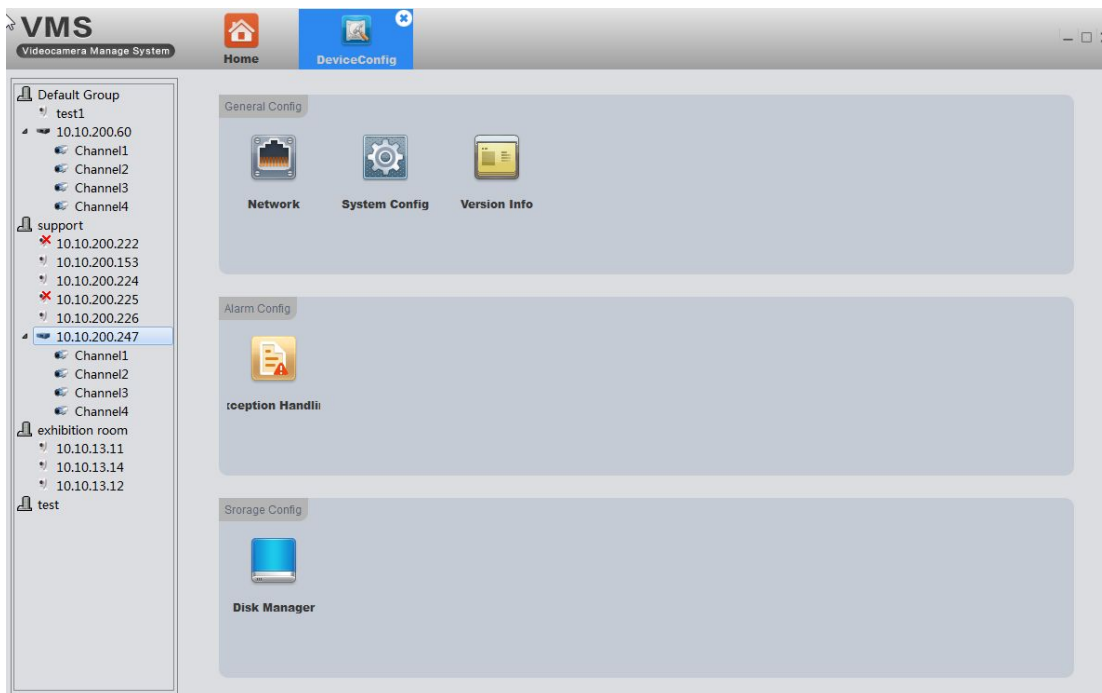 VMS
Videocamera Manage System
Home
DeviceConfig
Default Group
test1
10.10.200.60
Channel1
Channel2
Channel3
Channel4
support
10.10.200.222
10.10.200.153
10.10.200.224
10.10.200.225
10.10.200.226
10.10.200.247
Channel1
Channel2
Channel3
Channel4
exhibition room
10.10.13.11
10.10.13.14
10.10.13.12
test
General Config
Network
System Config
Version Info
Alarm Config
xception Handlin
Srorage Config
Disk Manager